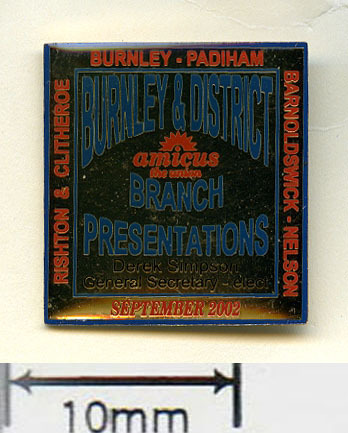 BURNLEY - PADIHAM
RISHTON & CLITHEROE
BARNOLDSWICK - NELSON
BURNLEY & DISTRICT
amicus
the union
BRANCH
PRESENTATIONS
Derek Simpson
General Secretary - elect
SEPTEMBER 2002
10mm